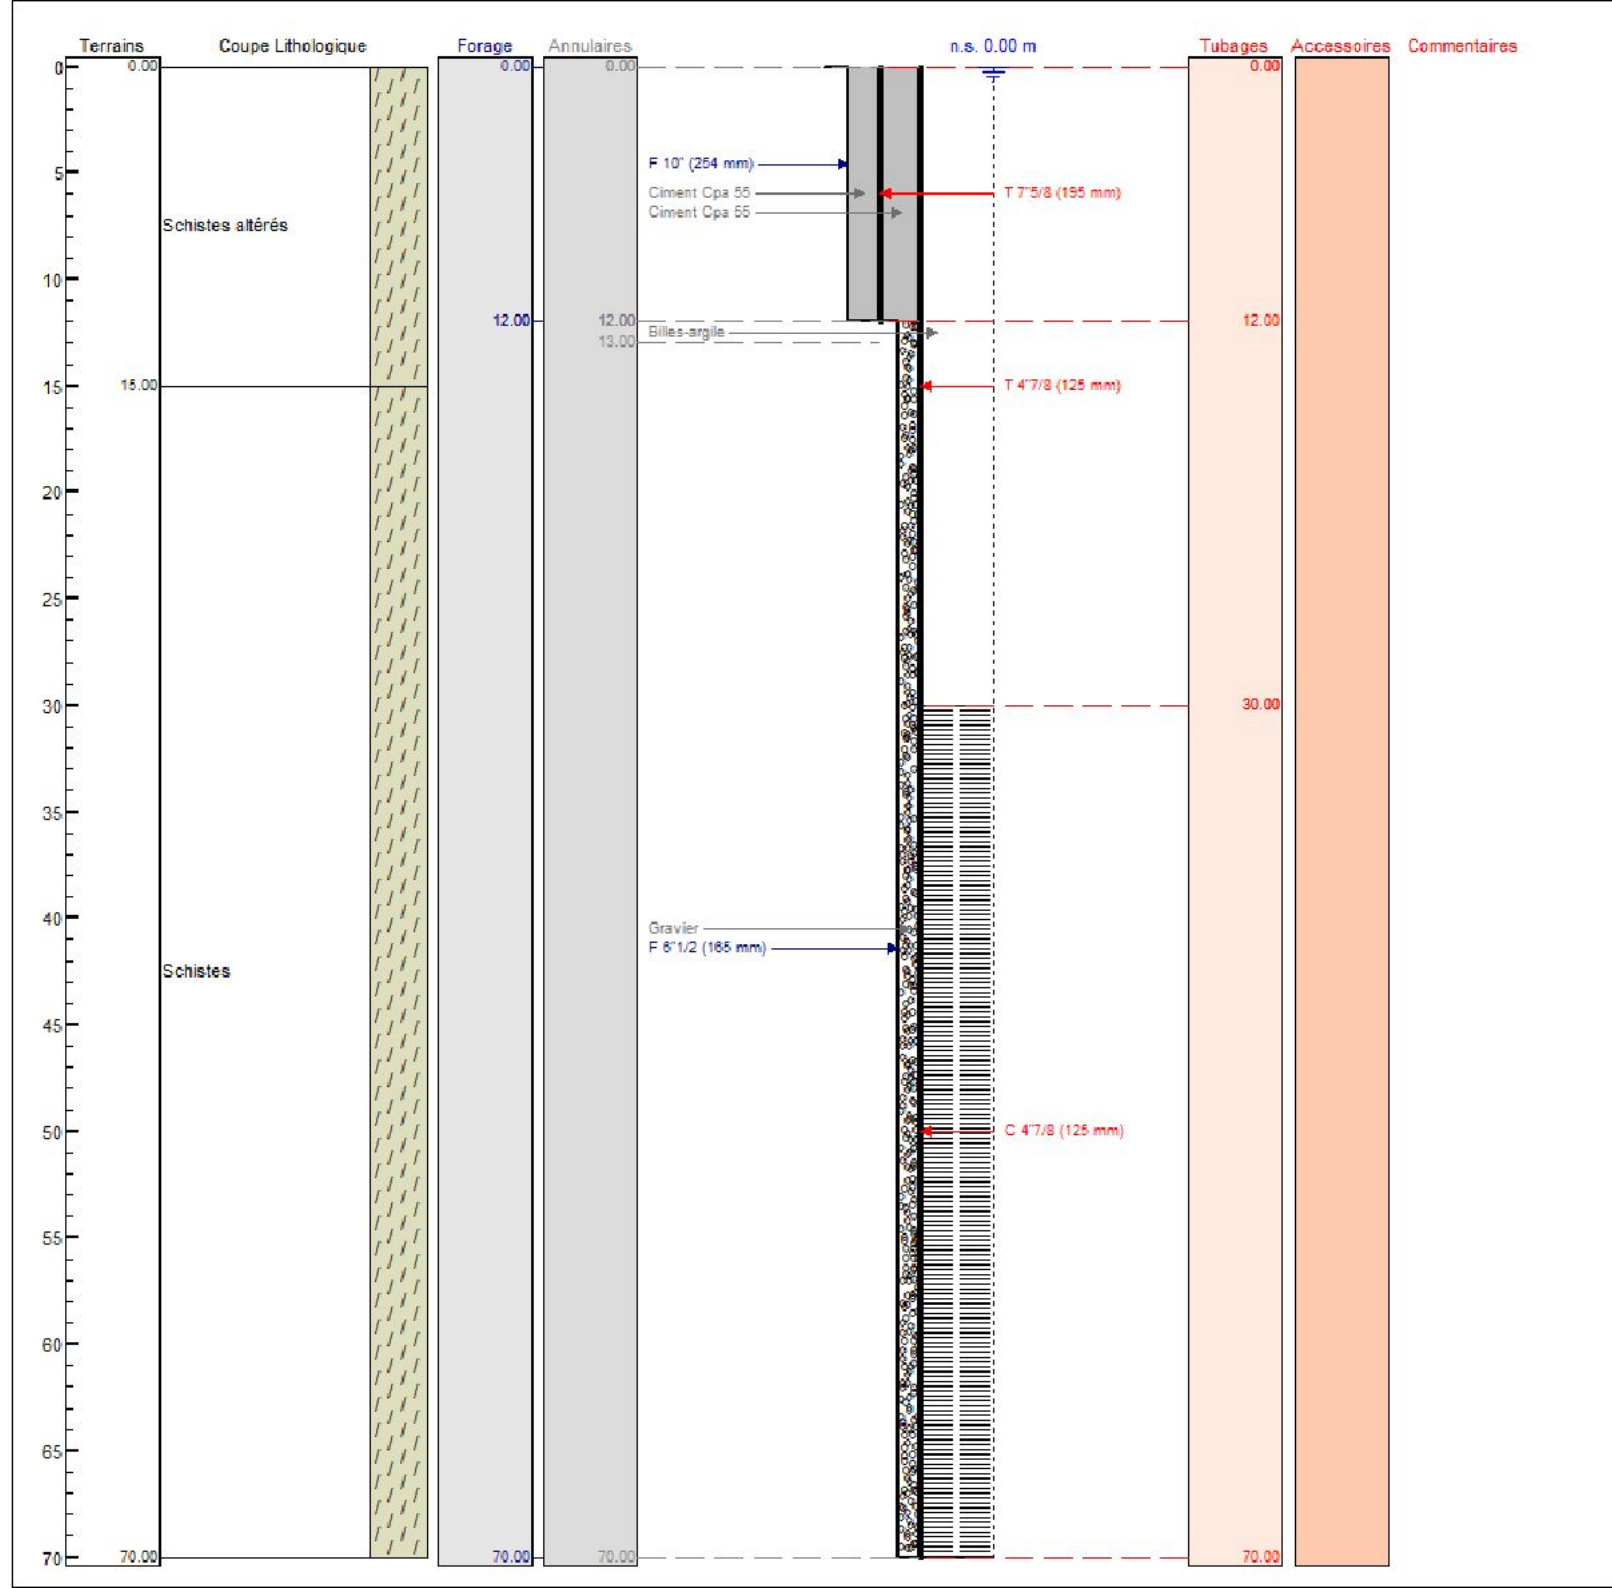 Terrains Coupe Lithologique Forage Annulaires n.s. 0.00 m Tubages Accessoires Commentaires
0 0.00 0.00 0.00 0.00
F 10" (254 mm)
5
Ciment Cpa 55 T 7"5/8 (195 mm)
Ciment Cpa 55
Schistes altérés
10
12.00 12.00 12.00
Billes-argile
13.00
15 15.00 T 4"7/8 (125 mm)
20
25
30 30.00
35
40
Gravier
F 6"1/2 (165 mm)
Schistes
45
50 C 4"7/8 (125 mm)
55
60
65
70 70.00 70.00 70.00 70.00